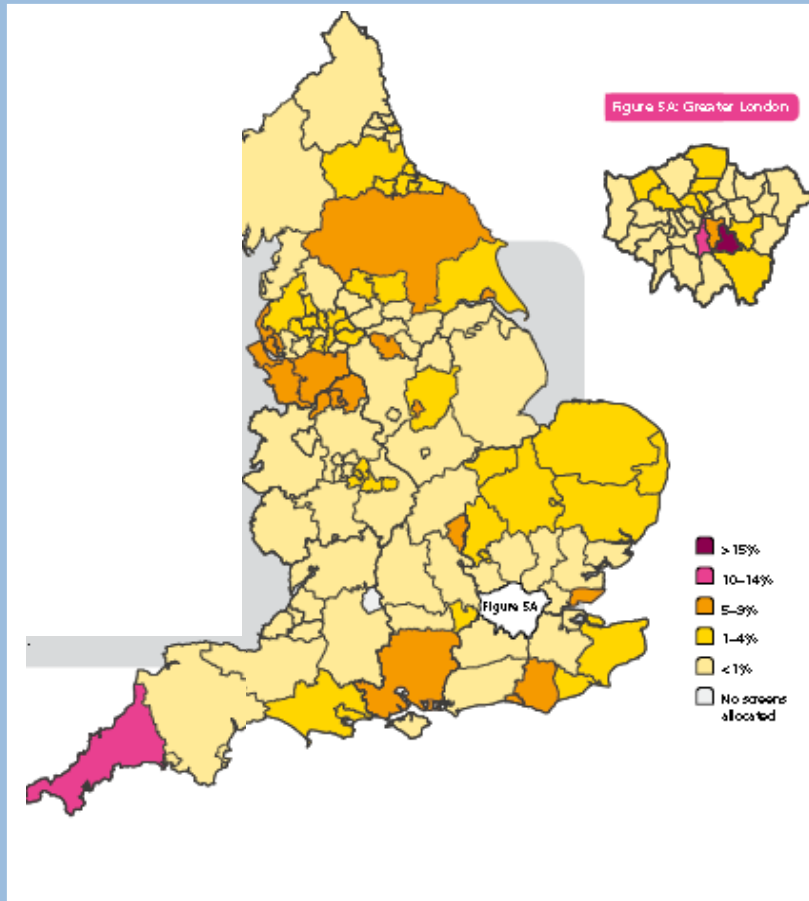 Figure 5A: Greater London
Figure 5A
>15%
10–14%
5–9%
1–4%
<1%
No screens
allocated